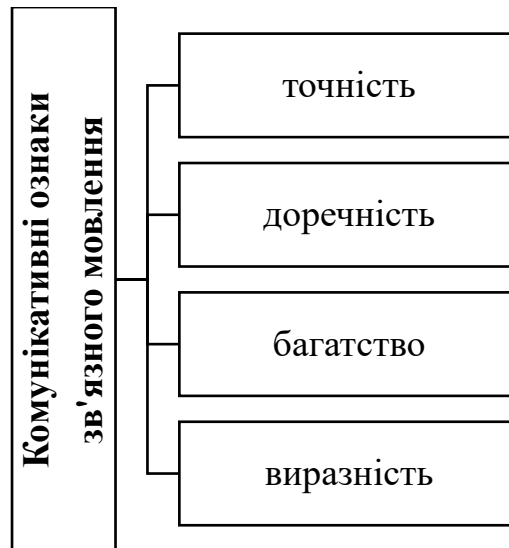 Комунікативні ознаки
зв'язного мовлення
точність
доречність
багатство
виразність